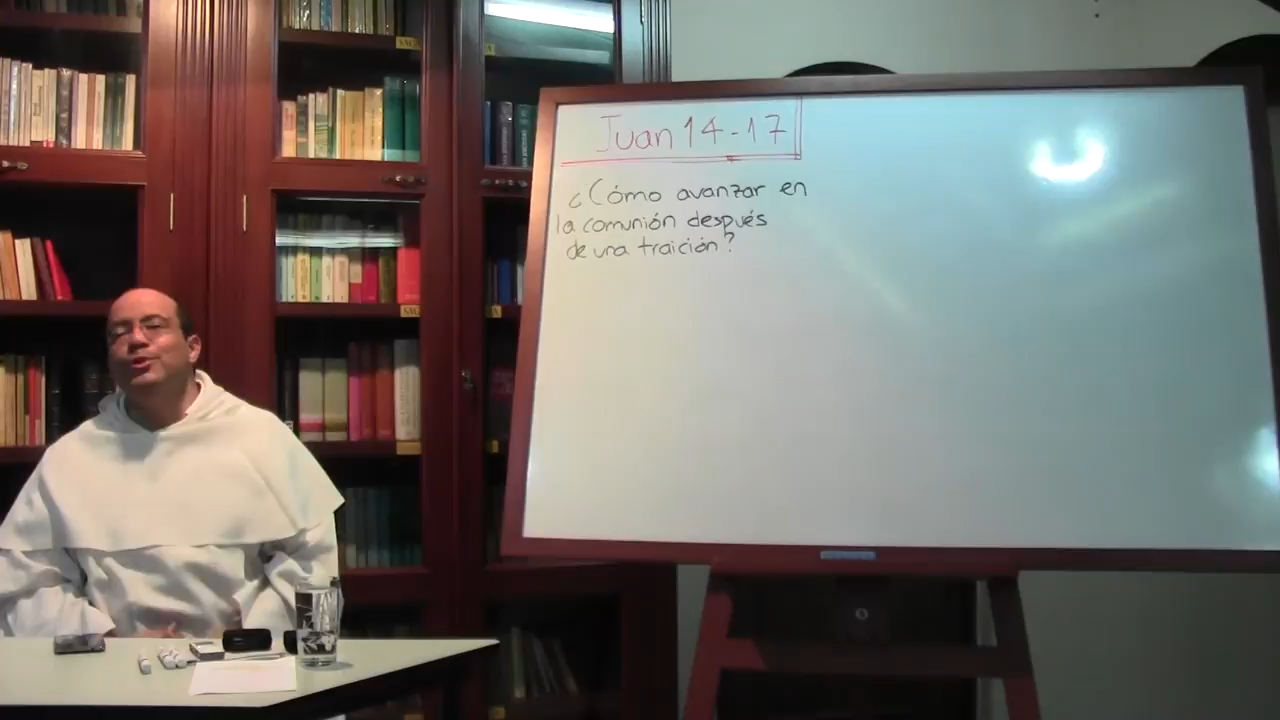 Juan 14-17
¿Cómo avanzar en
la comunión después
de una traición?